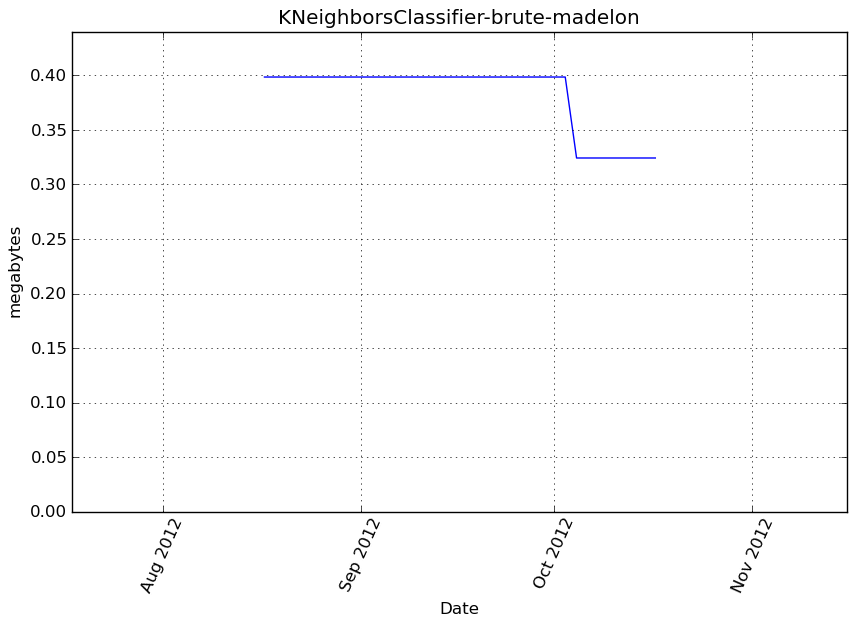 KNeighborsClassifier-brute-madelon
0.40
0.35
0.30
0.25
0.20
0.15
0.10
0.05
0.00
megabytes
Aug 2012
Sep 2012
Oct 2012
Nov 2012
Date